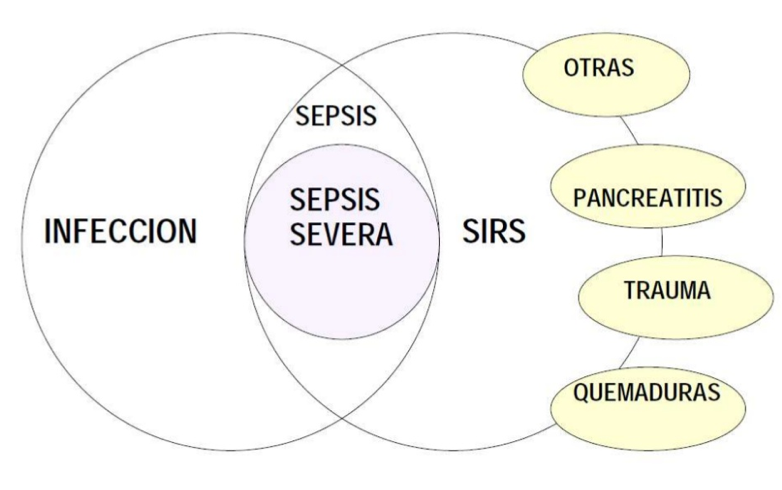 OTRAS
SEPSIS
PANCREATITIS
SEPSIS
SEVERA
INFECCION
SIRS
TRAUMA
QUEMADURAS